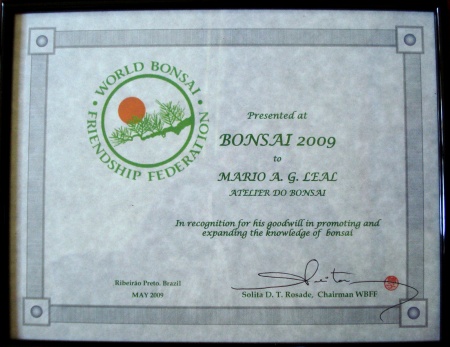 WORLD BONSAI
FRIENDSHIP FEDERATION
Presented at
BONSAI 2009
to
MARIO A. G. LEAL
ATELIER DO BONSAI
In recognition for his goodwill in promoting and
expanding the knowledge of bonsai
Ribeirão Preto. Brazil
MAY 2009
Solita D. T. Rosade, Chairman WBFF